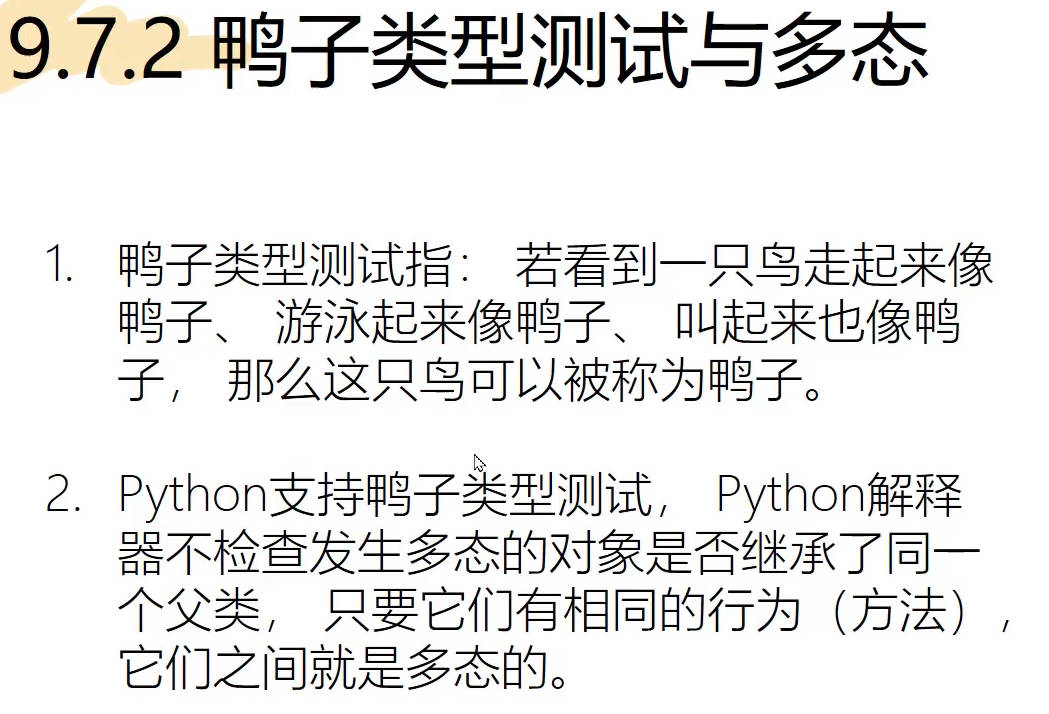 9.7.2 鸭子类型测试与多态
1. 鸭子类型测试指： 若看到一只鸟走起来像
鸭子、 游泳起来像鸭子、 叫起来也像鸭
子， 那么这只鸟可以被称为鸭子。
2. Python支持鸭子类型测试， Python解释
器不检查发生多态的对象是否继承了同一
个父类， 只要它们有相同的行为（方法），
它们之间就是多态的。